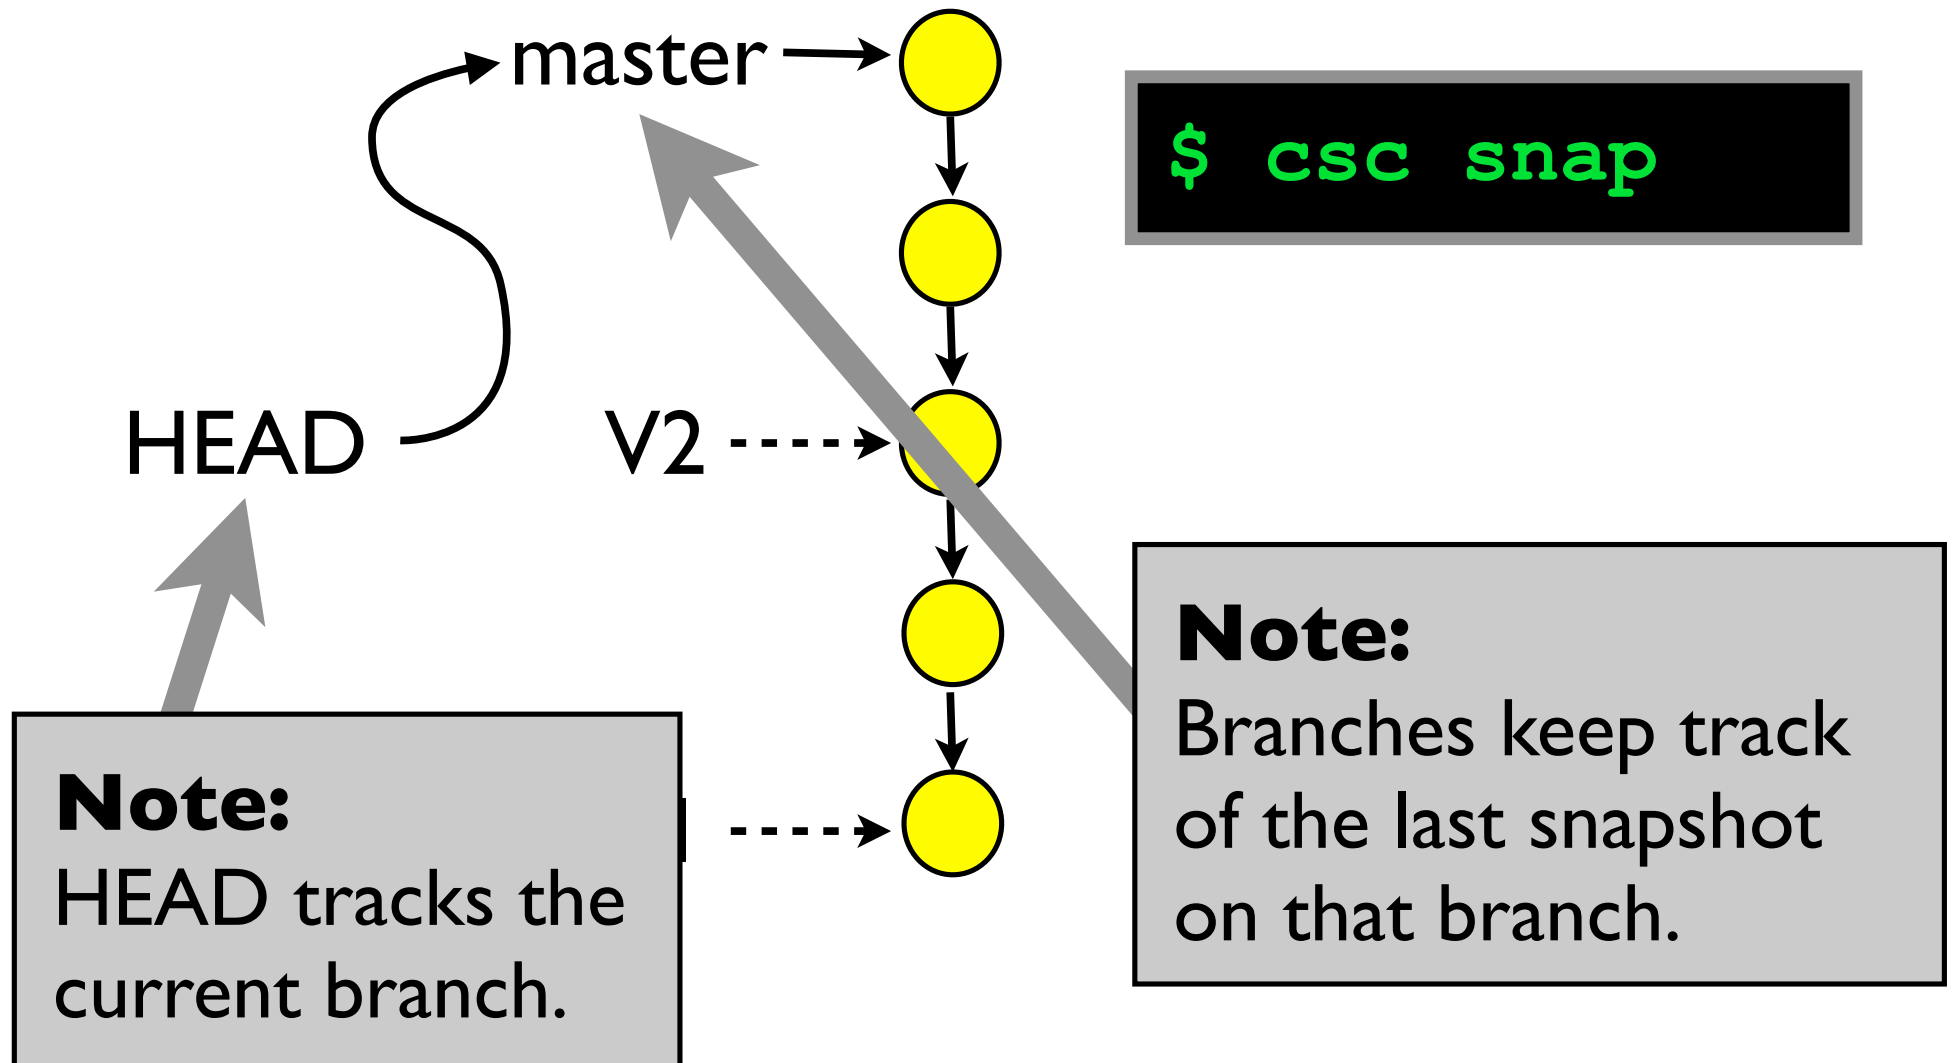 master
$ csc snap
HEAD
V2
Note:
Branches keep track
of the last snapshot
on that branch.
Note:
HEAD tracks the
current branch.